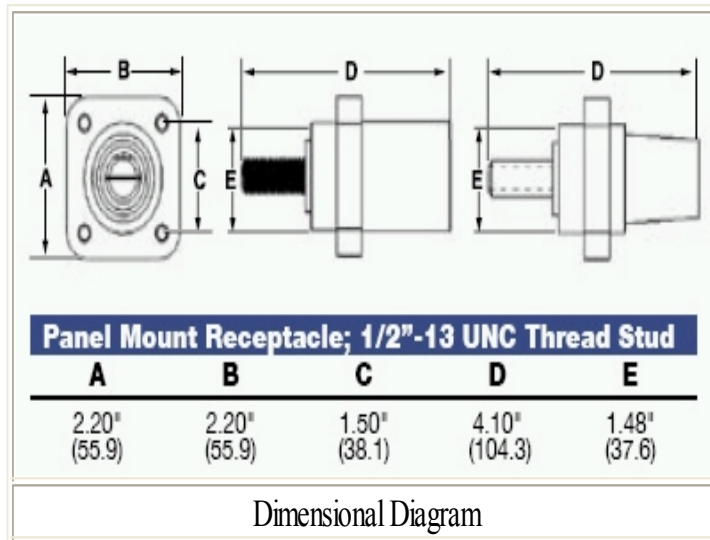 B
D
D
A
C
E
E
Panel Mount Receptacle; 1/2"-13 UNC Thread Stud
A B C D E
2.20" 2.20" 1.50" 4.10" 1.48"
(55.9) (55.9) (38.1) (104.3) (37.6)
Dimensional Diagram